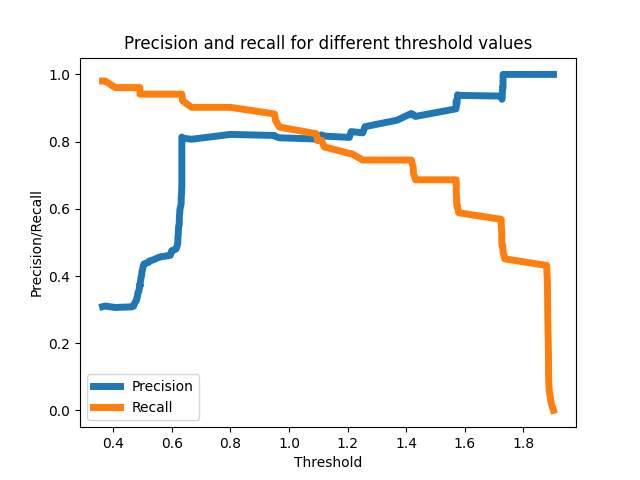 Precision and recall for different threshold values
1.0
0.8
0.6
0.4
0.2
0.0
Precision/Recall
Precision
Recall
0.4 0.6 0.8 1.0 1.2 1.4 1.6 1.8
Threshold